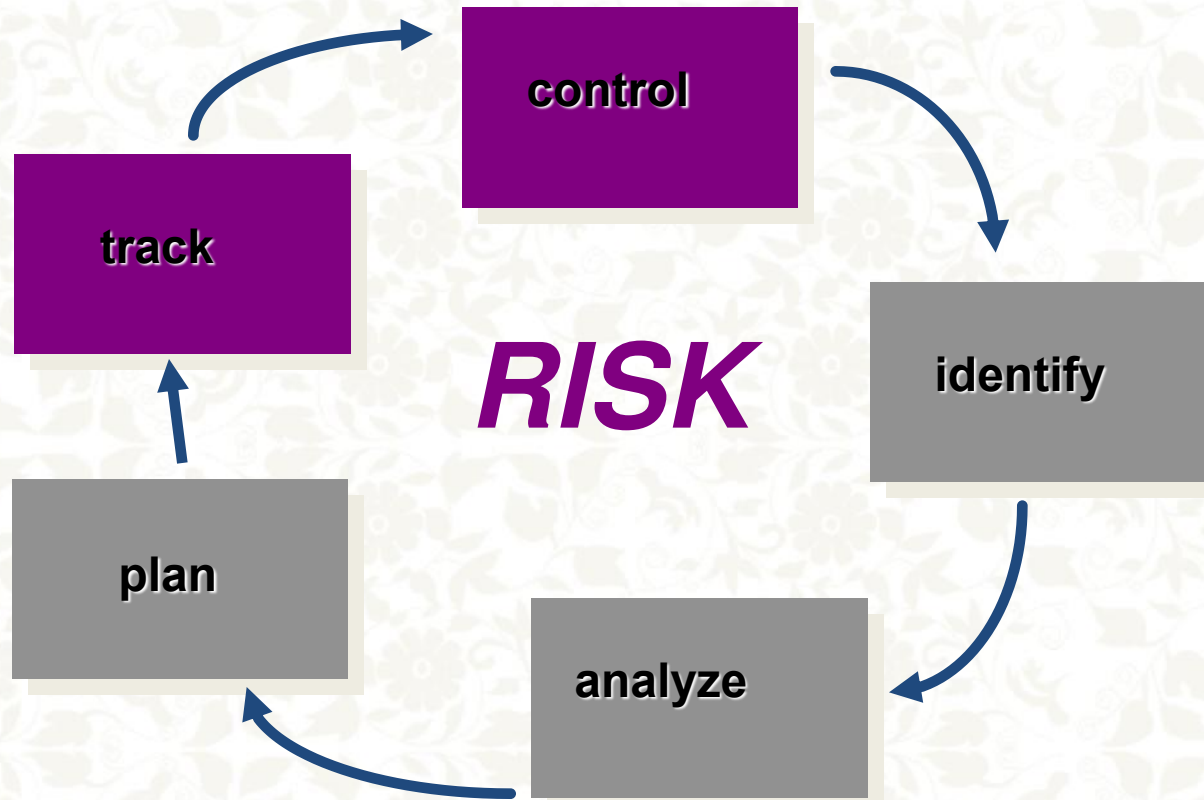 control
track
RISK
identify
plan
analyze